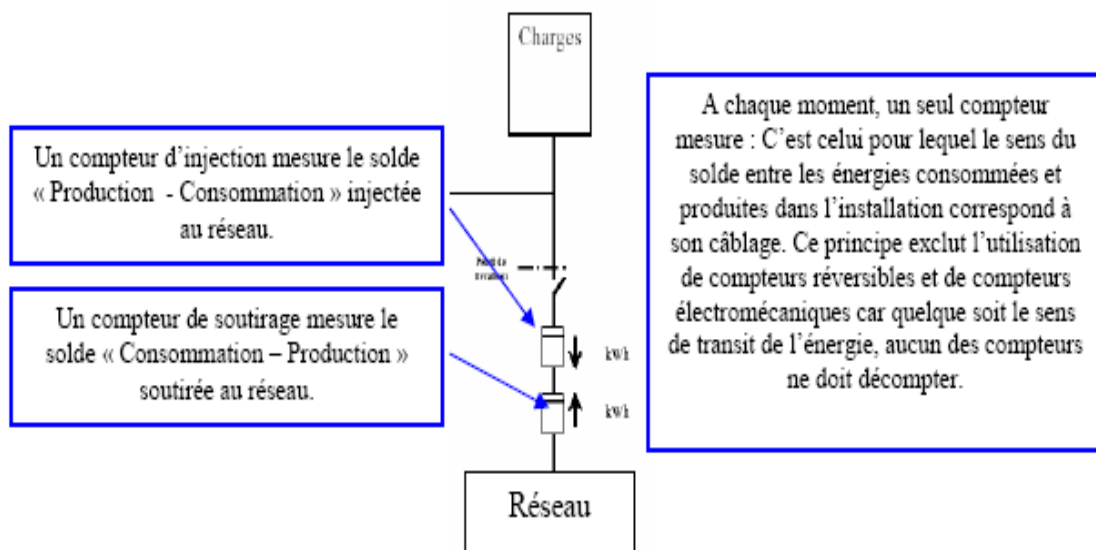 Charges
Un compteur d'injection mesure le solde
« Production - Consommation » injectée
au réseau.
Un compteur de soutirage mesure le
solde « Consommation – Production »
soutirée au réseau.
kWh
kWh
Réseau
A chaque moment, un seul compteur
mesure : C'est celui pour lequel le sens du
solde entre les énergies consommées et
produites dans l'installation correspond à
son câblage. Ce principe exclut l'utilisation
de compteurs réversibles et de compteurs
électromécaniques car quelque soit le sens
de transit de l'énergie, aucun des compteurs
ne doit décompter.